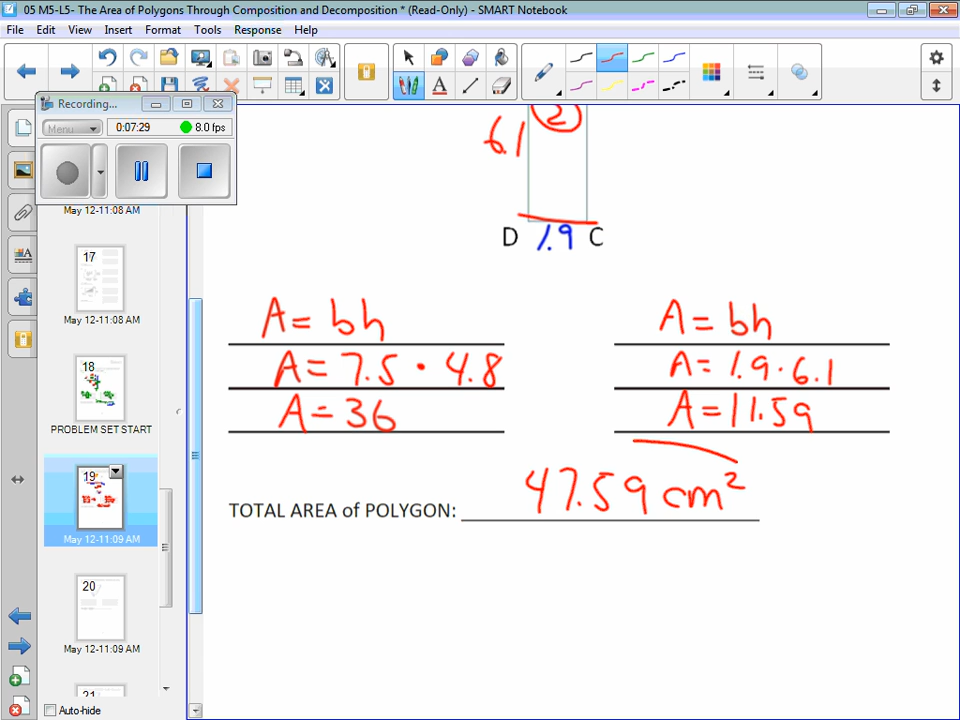 05 M5-L5- The Area of Polygons Through Composition and Decomposition * (Read-Only) - SMART Notebook
File Edit View Insert Format Tools Response Help
Recording...
Menu 0:07:29 8.0 fps
May 12-11:08 AM
17
May 12-11:08 AM
18
PROBLEM SET START
19
May 12-11:09 AM
20
May 12-11:09 AM
21
Auto-hide
2
6.1
D 1.9 C
A = bh
A = 7.5 · 4.8
A = 36
A = bh
A = 1.9 · 6.1
A = 11.59
TOTAL AREA of POLYGON: 47.59 cm²